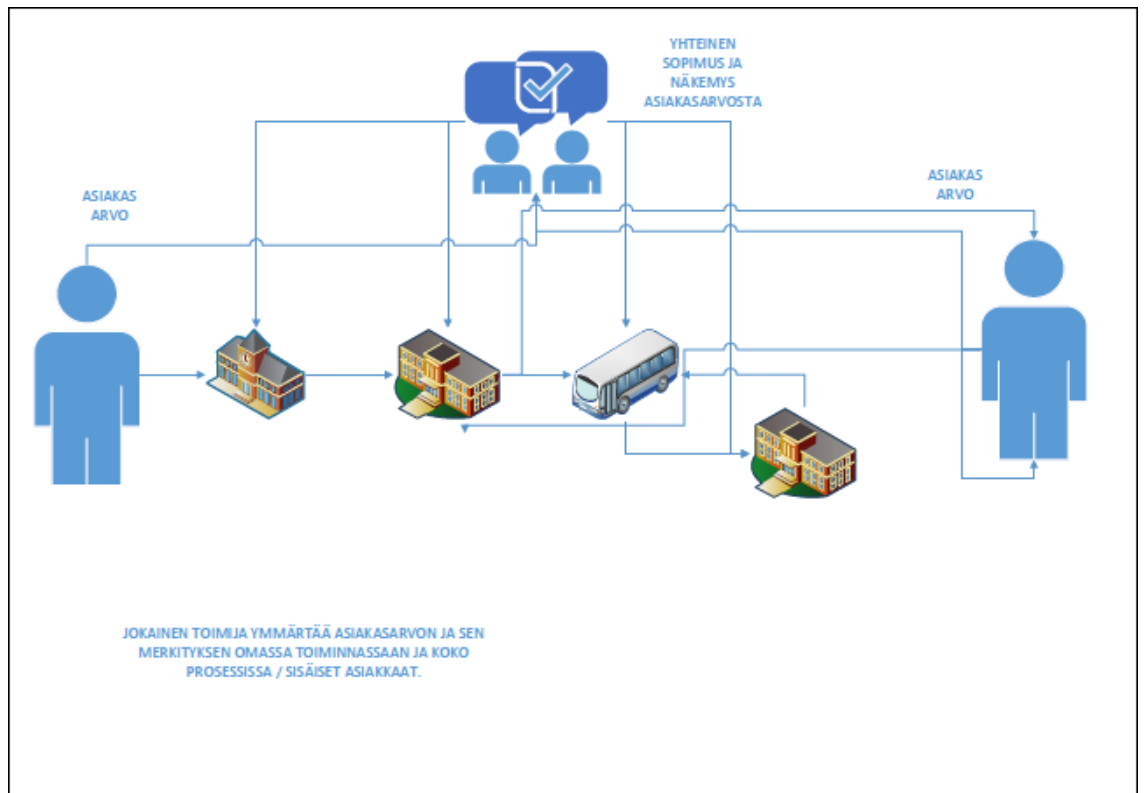 YHTEINEN
SOPIMUS JA
NÄKEMYS
ASIAKASARVOSTA
ASIAKAS
ARVO
ASIAKAS
ARVO
JOKAINEN TOIMIJA YMMÄRTÄÄ ASIAKASARVON JA SEN
MERKITYKSEN OMASSA TOIMINNASSAAN JA KOKO
PROSESSISSA / SISÄISET ASIAKKAAT.